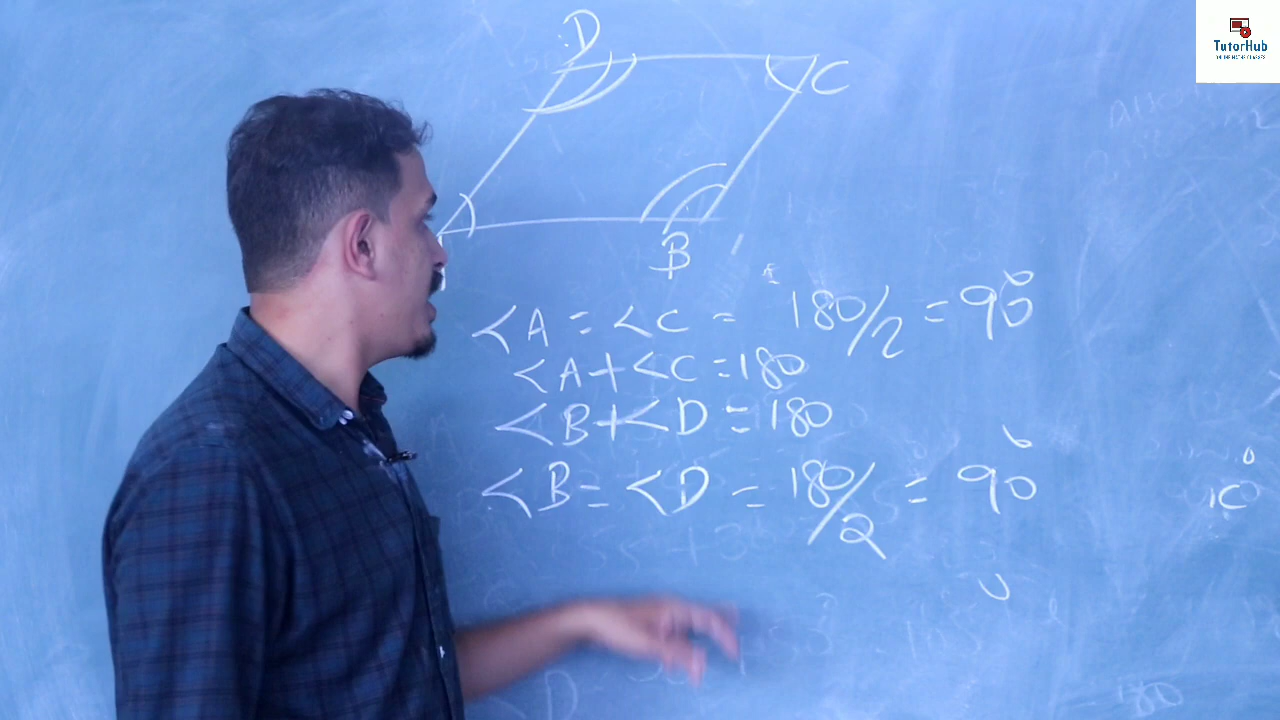 TutorHub
D
C
B
<A = <C = 180/2 = 90°
<A + <C = 180
<B + <D = 180
<B = <D = 180/2 = 90°